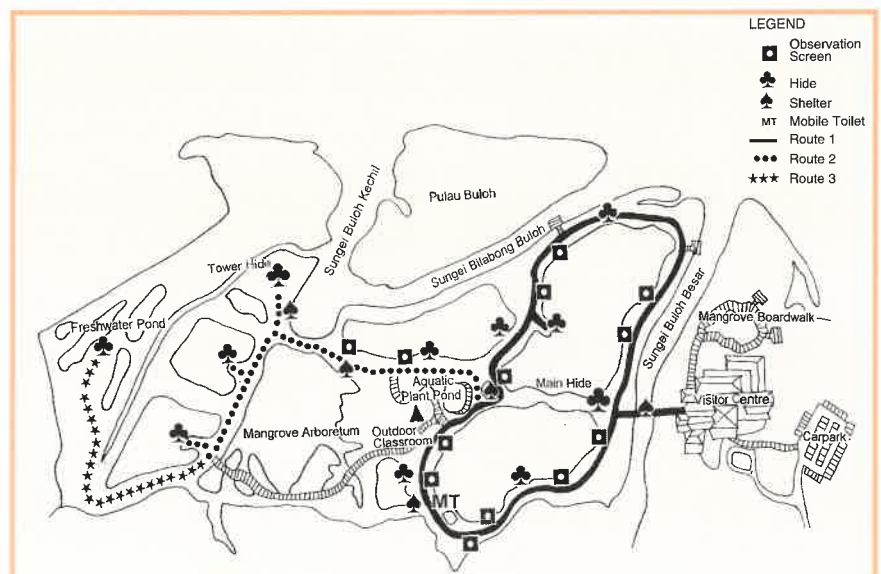 LEGEND
Observation
Screen
Hide
Shelter
MT Mobile Toilet
Route 1
Route 2
Route 3
Pulau Buloh
Sungei Buloh Kechil
Sungei Bilabong Buloh
Tower Hide
Sungei Buloh Besar
Freshwater Pond
Mangrove Boardwalk
Main Hide
Aquatic
Plant Pond
Visitor Centre
Mangrove Arboretum
Outdoor
Classroom
Carpark
MT